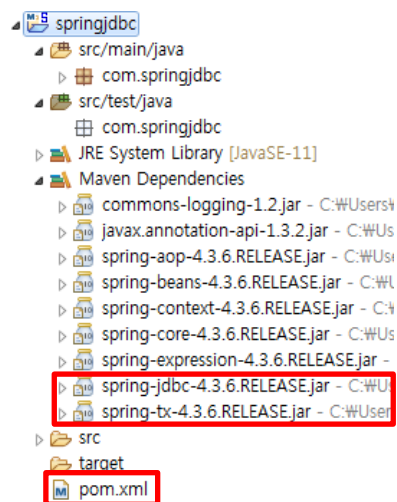 springjdbc
src/main/java
com.springjdbc
src/test/java
com.springjdbc
JRE System Library [JavaSE-11]
Maven Dependencies
commons-logging-1.2.jar - C:₩Users₩
javax.annotation-api-1.3.2.jar - C:₩Us
spring-aop-4.3.6.RELEASE.jar - C:₩Use
spring-beans-4.3.6.RELEASE.jar - C:₩U
spring-context-4.3.6.RELEASE.jar - C:₩
spring-core-4.3.6.RELEASE.jar - C:₩Us
spring-expression-4.3.6.RELEASE.jar -
spring-jdbc-4.3.6.RELEASE.jar - C:₩U
spring-tx-4.3.6.RELEASE.jar - C:₩User
src
target
pom.xml